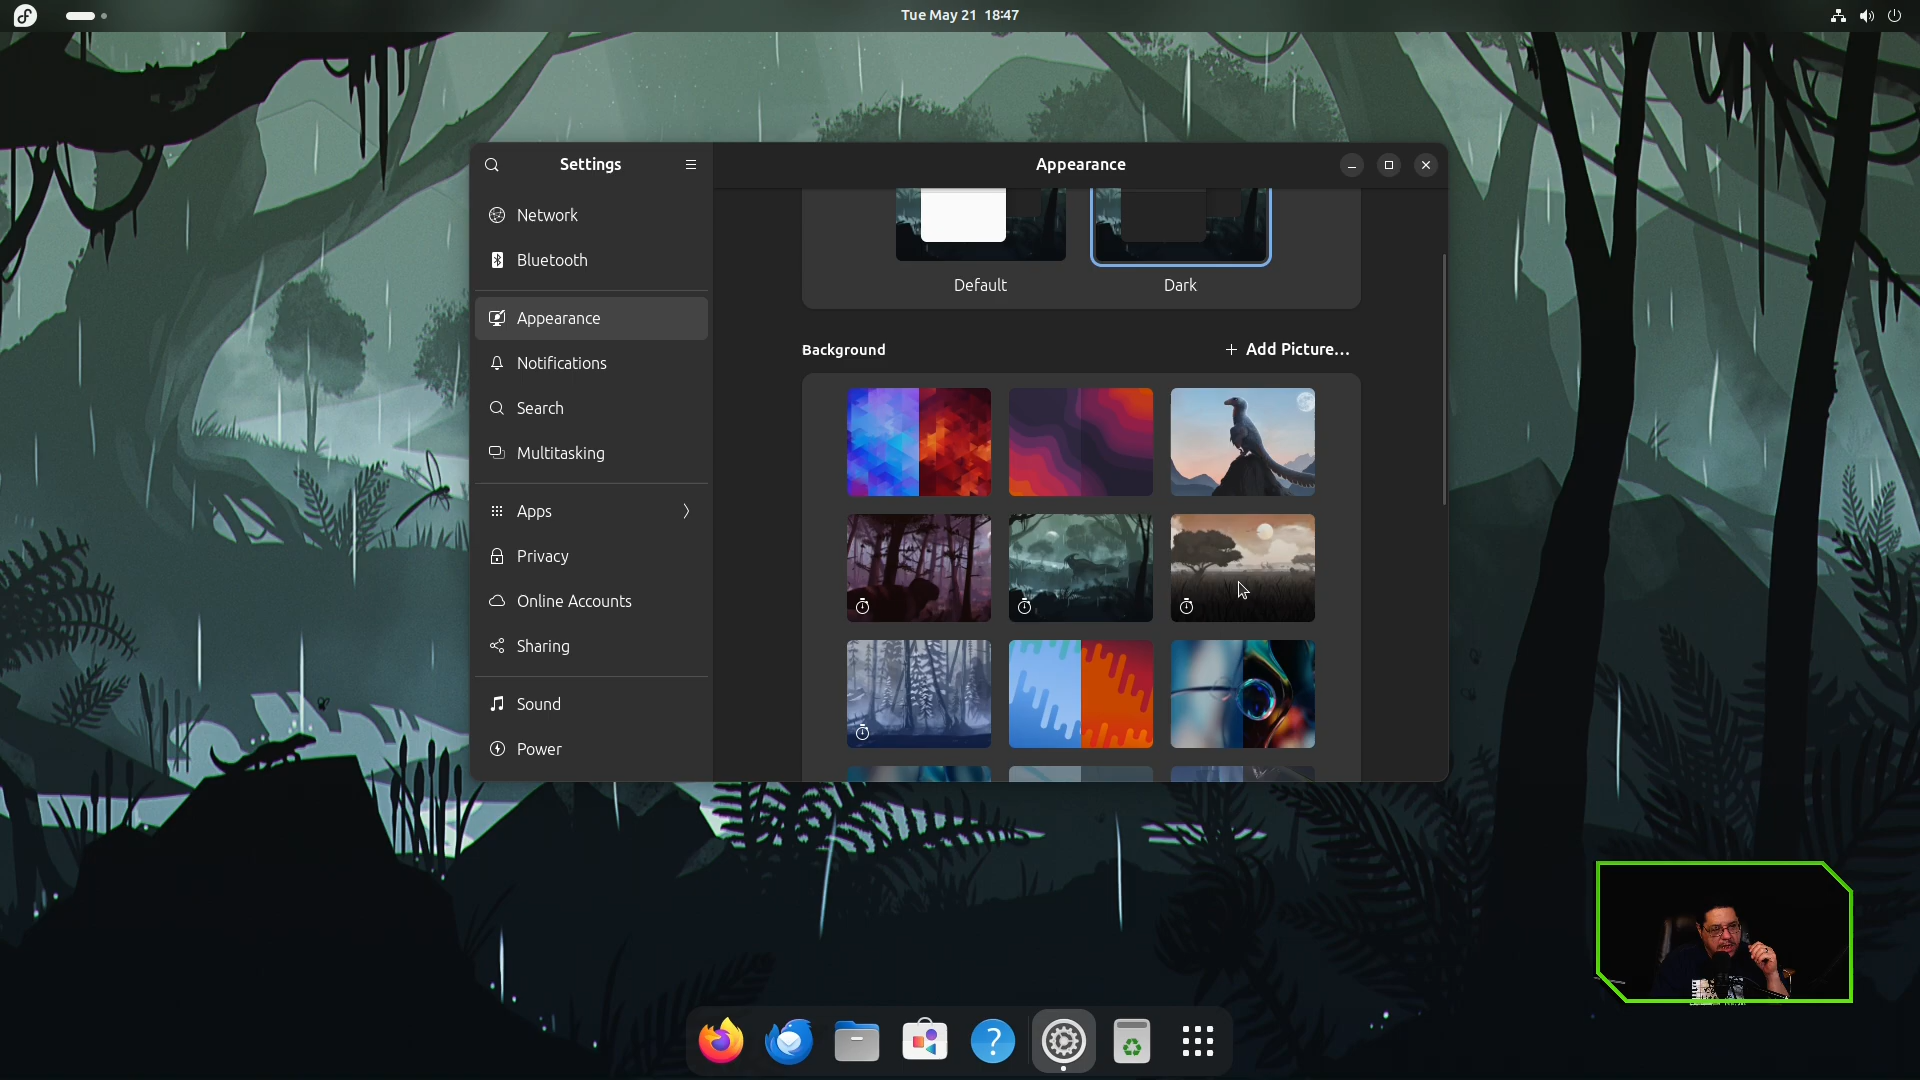 Tue May 21 18:47
Settings
Appearance
Network
Bluetooth
Appearance
Notifications
Search
Multitasking
Apps
Privacy
Online Accounts
Sharing
Sound
Power
Default
Dark
Background
+ Add Picture...